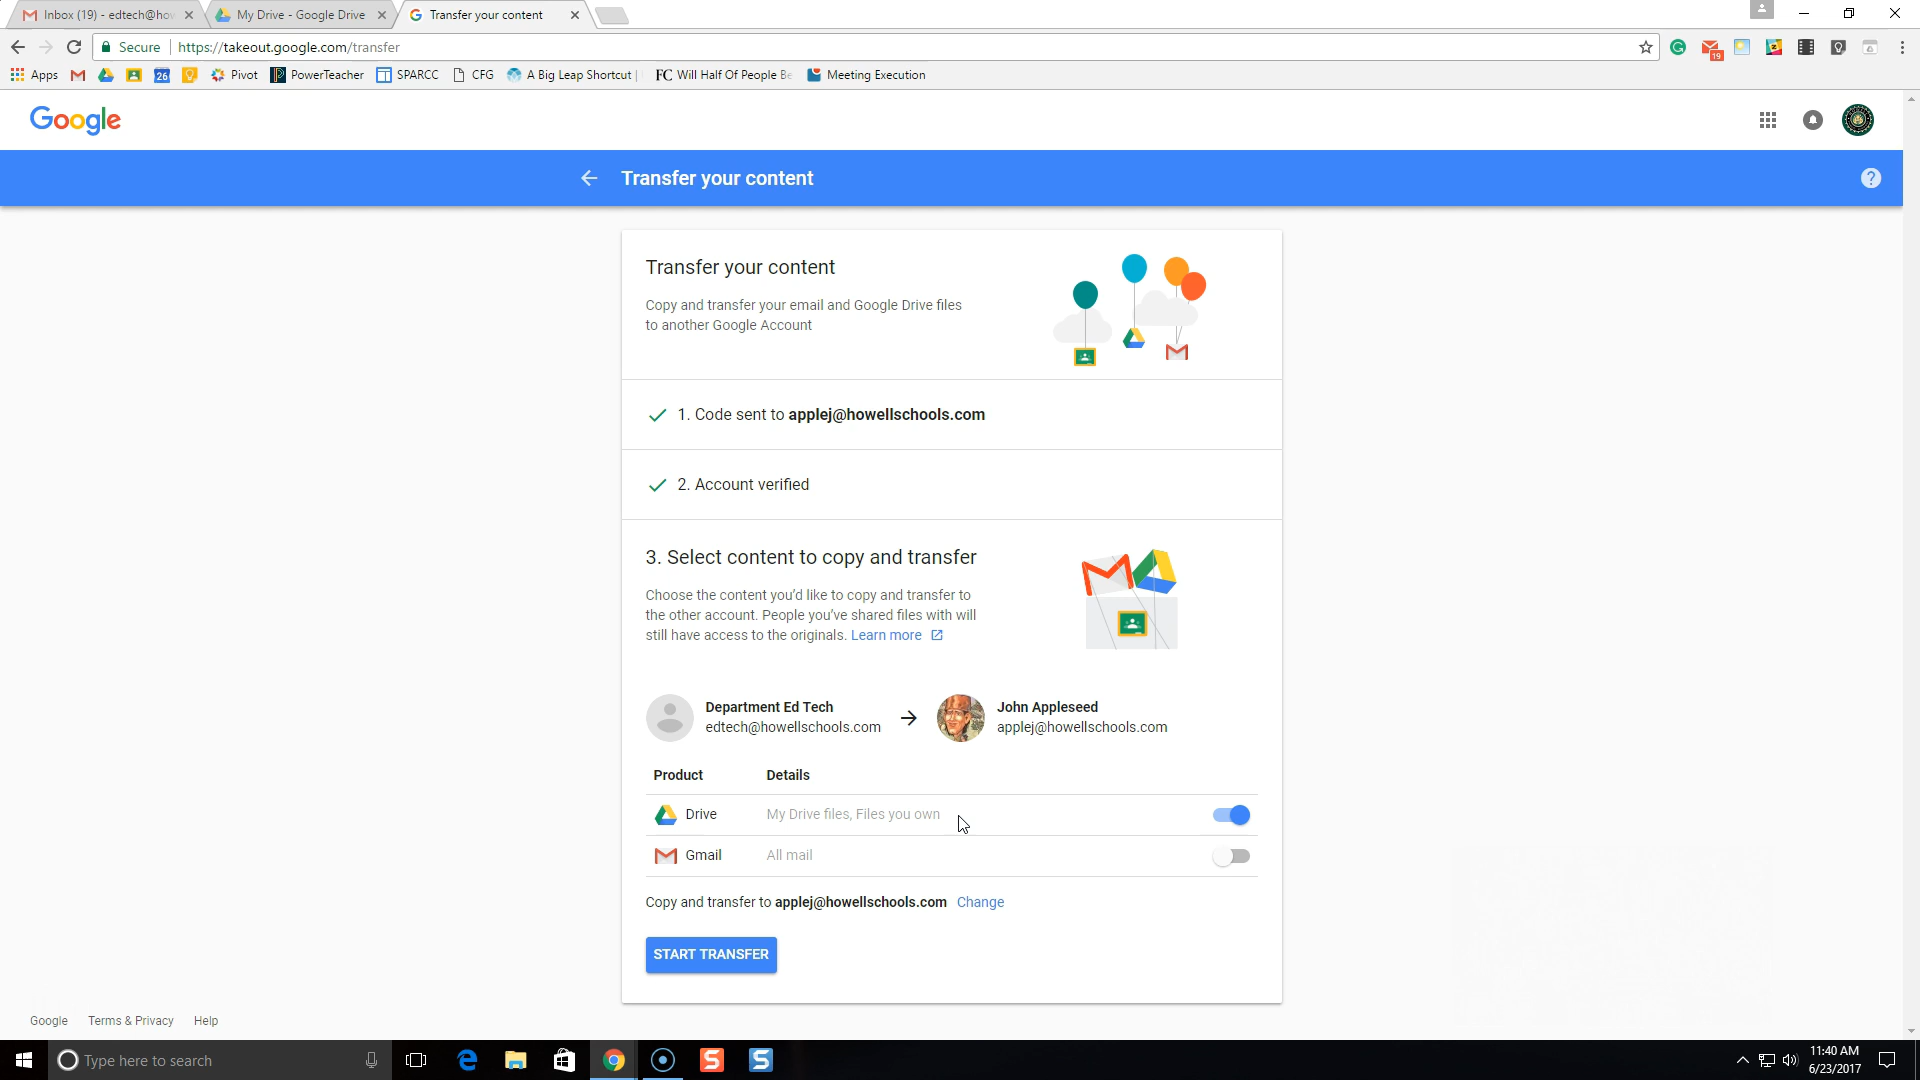 Inbox (19) - edtech@how
My Drive - Google Drive
Transfer your content
Secure
https://takeout.google.com/transfer
19
Apps
26
Pivot
PowerTeacher
SPARCC
CFG
A Big Leap Shortcut |
FC Will Half Of People Be
Meeting Execution
Google
Transfer your content
?
Transfer your content
Copy and transfer your email and Google Drive files
to another Google Account
1. Code sent to applej@howellschools.com
2. Account verified
3. Select content to copy and transfer
Choose the content you'd like to copy and transfer to
the other account. People you've shared files with will
still have access to the originals. Learn more
Department Ed Tech
edtech@howellschools.com
John Appleseed
applej@howellschools.com
Product Details
Drive My Drive files, Files you own
Gmail All mail
Copy and transfer to applej@howellschools.com Change
START TRANSFER
Google Terms & Privacy Help
Type here to search
11:40 AM
6/23/2017